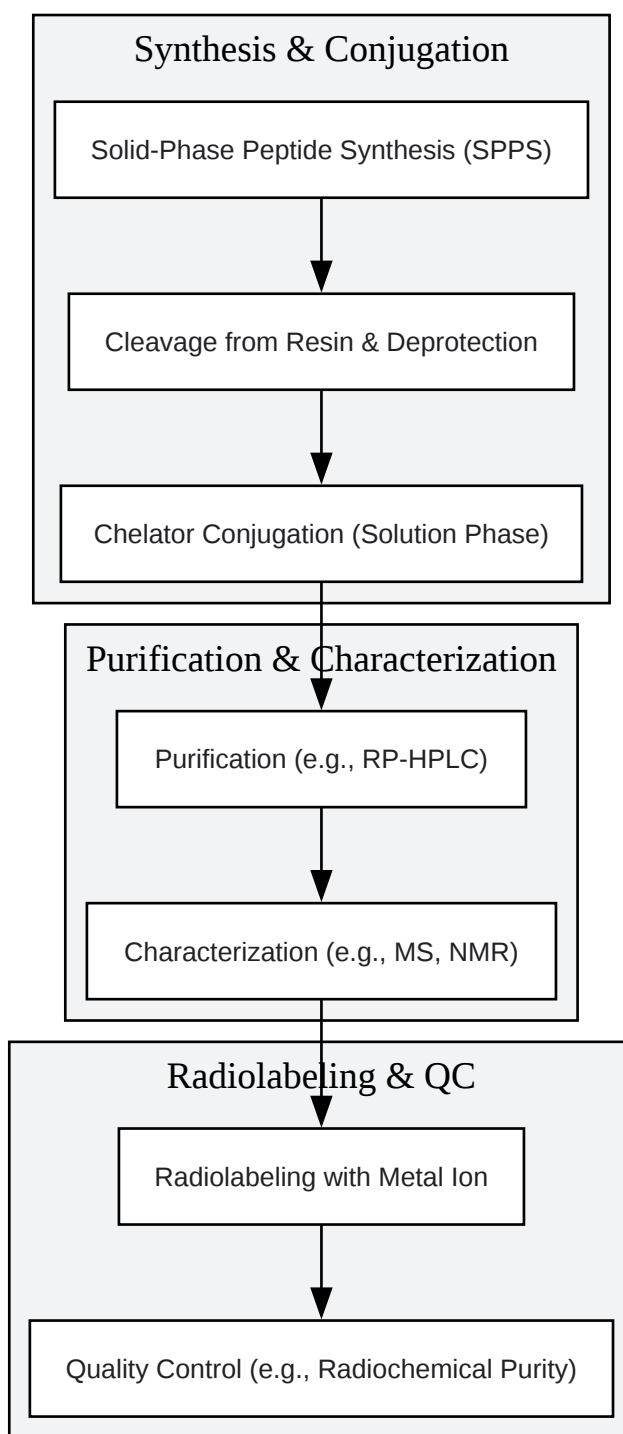 Synthesis & Conjugation
Solid-Phase Peptide Synthesis (SPPS)
Cleavage from Resin & Deprotection
Chelator Conjugation (Solution Phase)
Purification & Characterization
Purification (e.g., RP-HPLC)
Characterization (e.g., MS, NMR)
Radiolabeling & QC
Radiolabeling with Metal Ion
Quality Control (e.g., Radiochemical Purity)